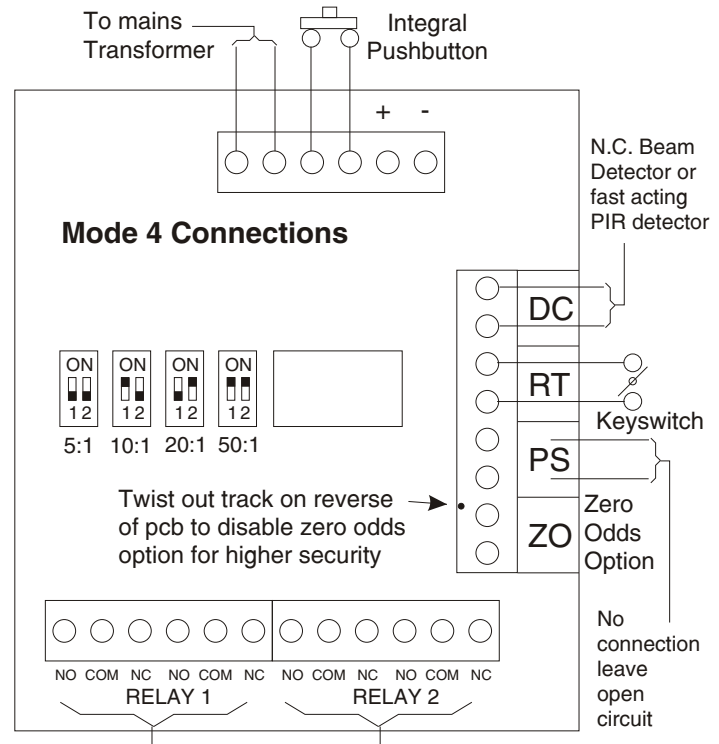 To mains
Transformer
Integral
Pushbutton
+ -
N.C. Beam
Detector or
fast acting
PIR detector
Mode 4 Connections
DC
ON ON ON ON
1 2 1 2 1 2 1 2
5:1 10:1 20:1 50:1
RT
Keyswitch
PS
Twist out track on reverse
of pcb to disable zero odds
option for higher security
ZO
Zero
Odds
Option
No
connection
leave
open
circuit
NO COM NC NO COM NC NO COM NC NO COM NC
RELAY 1 RELAY 2